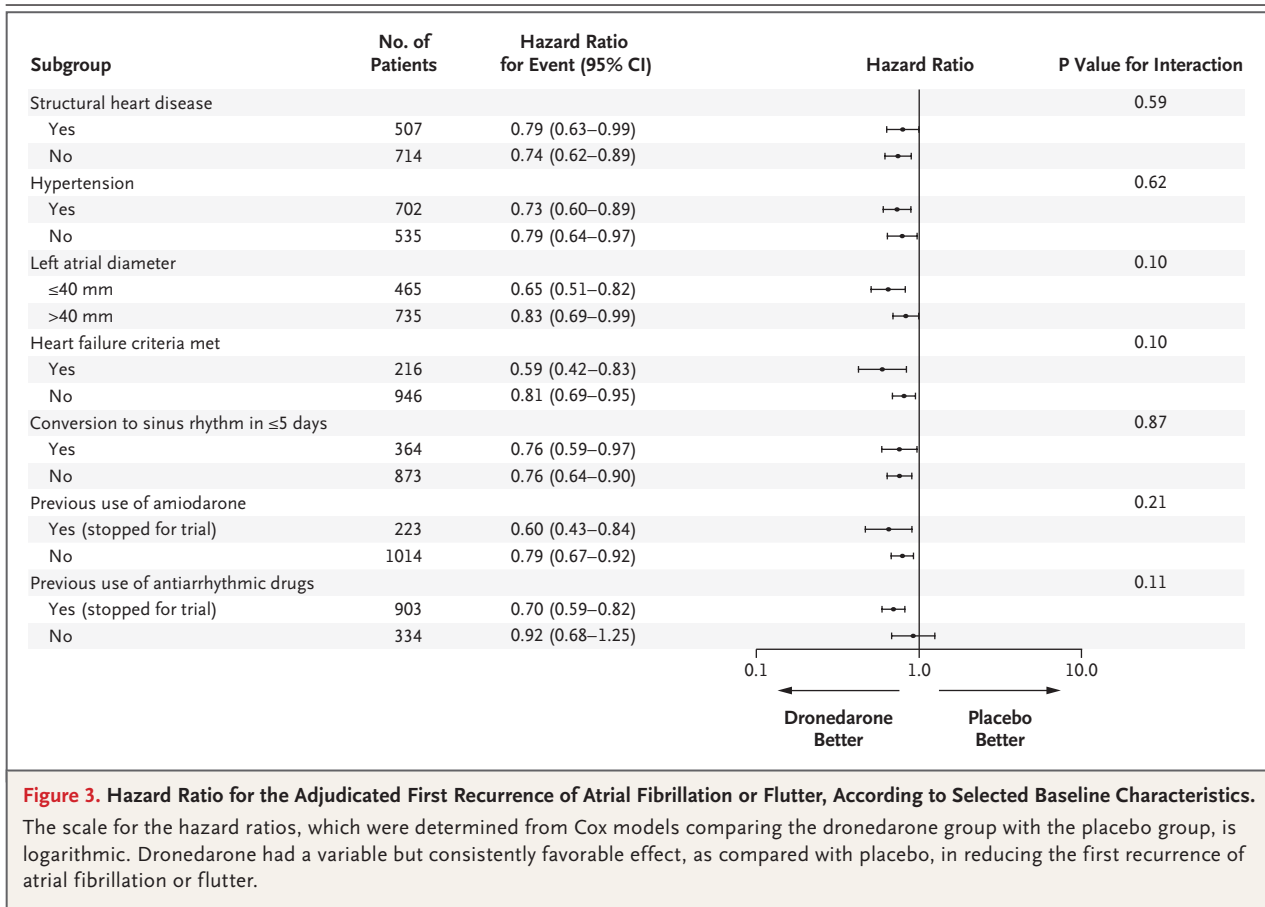 Subgroup No. of Patients Hazard Ratio for Event (95% CI) Hazard Ratio P Value for Interaction
Structural heart disease 0.59
Yes 507 0.79 (0.63–0.99)
No 714 0.74 (0.62–0.89)
Hypertension 0.62
Yes 702 0.73 (0.60–0.89)
No 535 0.79 (0.64–0.97)
Left atrial diameter 0.10
≤40 mm 465 0.65 (0.51–0.82)
>40 mm 735 0.83 (0.69–0.99)
Heart failure criteria met 0.10
Yes 216 0.59 (0.42–0.83)
No 946 0.81 (0.69–0.95)
Conversion to sinus rhythm in ≤5 days 0.87
Yes 364 0.76 (0.59–0.97)
No 873 0.76 (0.64–0.90)
Previous use of amiodarone 0.21
Yes (stopped for trial) 223 0.60 (0.43–0.84)
No 1014 0.79 (0.67–0.92)
Previous use of antiarrhythmic drugs 0.11
Yes (stopped for trial) 903 0.70 (0.59–0.82)
No 334 0.92 (0.68–1.25)
0.1 1.0 10.0
Dronedarone Better Placebo Better
Figure 3. Hazard Ratio for the Adjudicated First Recurrence of Atrial Fibrillation or Flutter, According to Selected Baseline Characteristics.
The scale for the hazard ratios, which were determined from Cox models comparing the dronedarone group with the placebo group, is
logarithmic. Dronedarone had a variable but consistently favorable effect, as compared with placebo, in reducing the first recurrence of
atrial fibrillation or flutter.